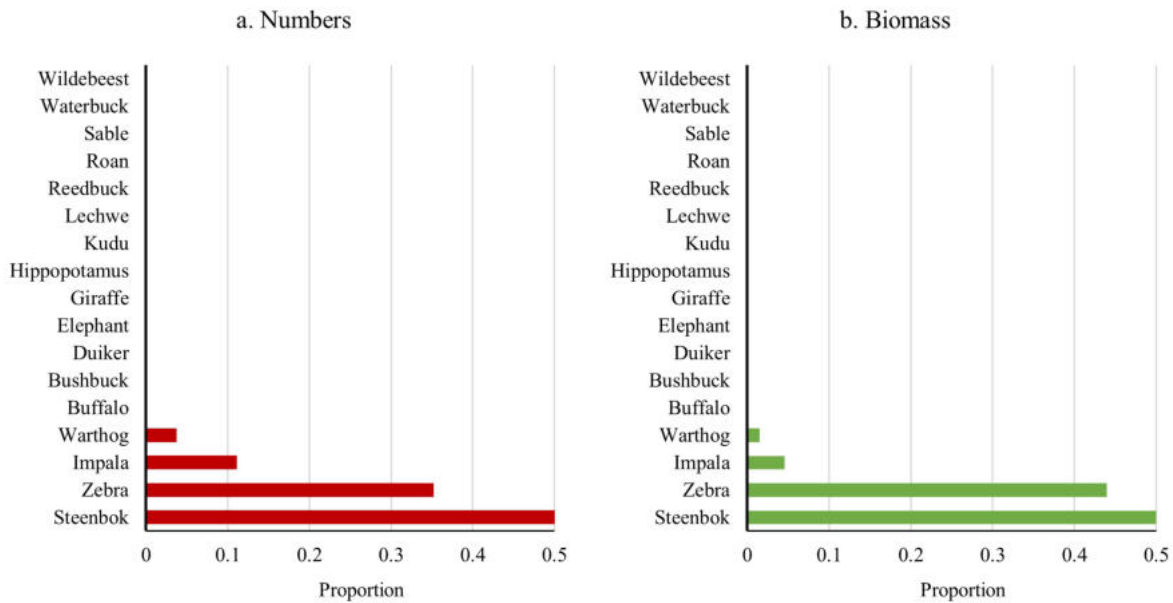 a. Numbers
Wildebeest
Waterbuck
Sable
Roan
Reedbuck
Lechwe
Kudu
Hippopotamus
Giraffe
Elephant
Duiker
Bushbuck
Buffalo
Warthog
Impala
Zebra
Steenbok
0 0.1 0.2 0.3 0.4 0.5
Proportion
b. Biomass
Wildebeest
Waterbuck
Sable
Roan
Reedbuck
Lechwe
Kudu
Hippopotamus
Giraffe
Elephant
Duiker
Bushbuck
Buffalo
Warthog
Impala
Zebra
Steenbok
0 0.1 0.2 0.3 0.4 0.5
Proportion